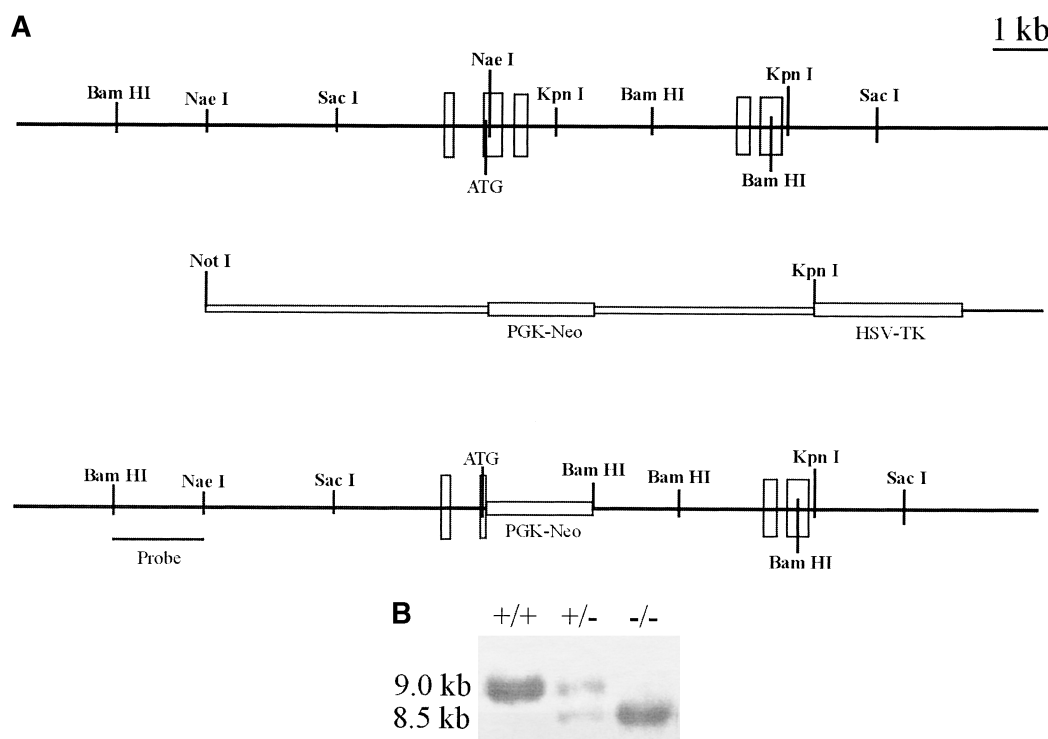 A
1 kb
Nae I
Kpn I
Bam HI
Nae I
Sac I
Kpn I
Bam HI
Sac I
ATG
Bam HI
Not I
Kpn I
PGK-Neo
HSV-TK
ATG
Kpn I
Bam HI
Nae I
Sac I
Bam HI
Bam HI
Sac I
PGK-Neo
Probe
Bam HI
B
+/+ +/- -/-
9.0 kb
8.5 kb